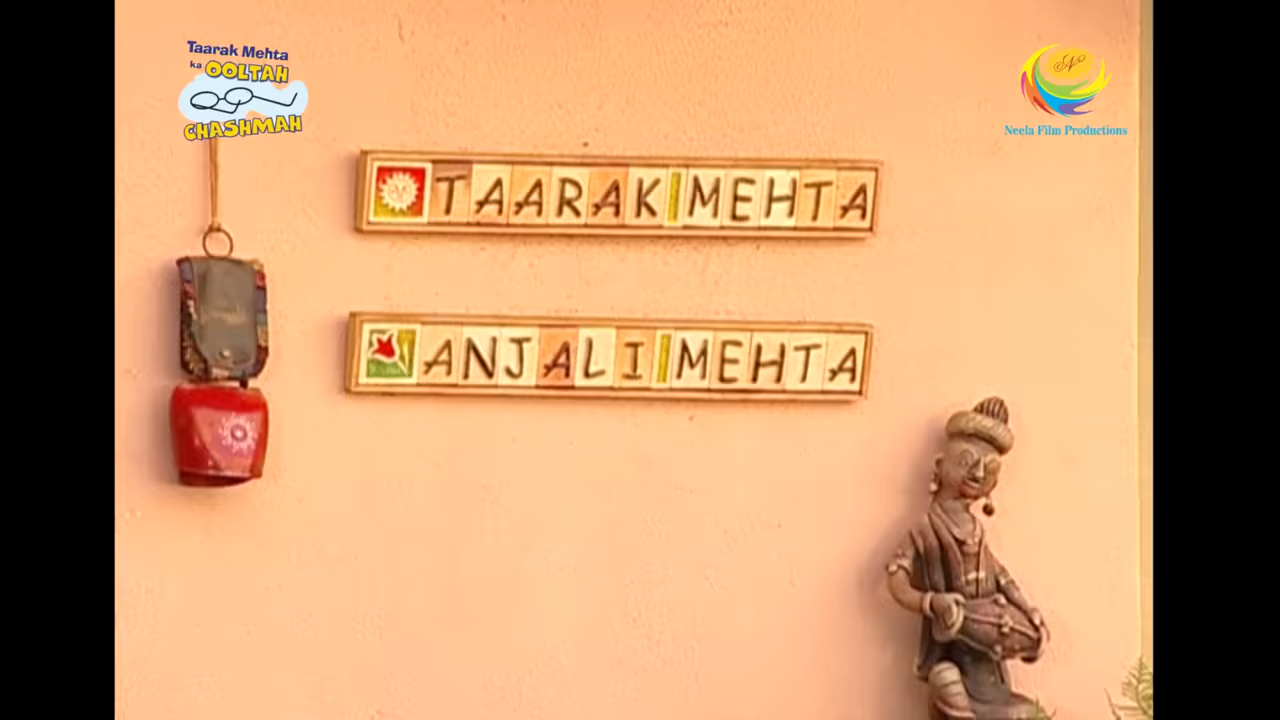 Taarak Mehta
ka OOLTAH
CHASHMAH
Neela Film Productions
TAARAK MEHTA
ANJALI MEHTA